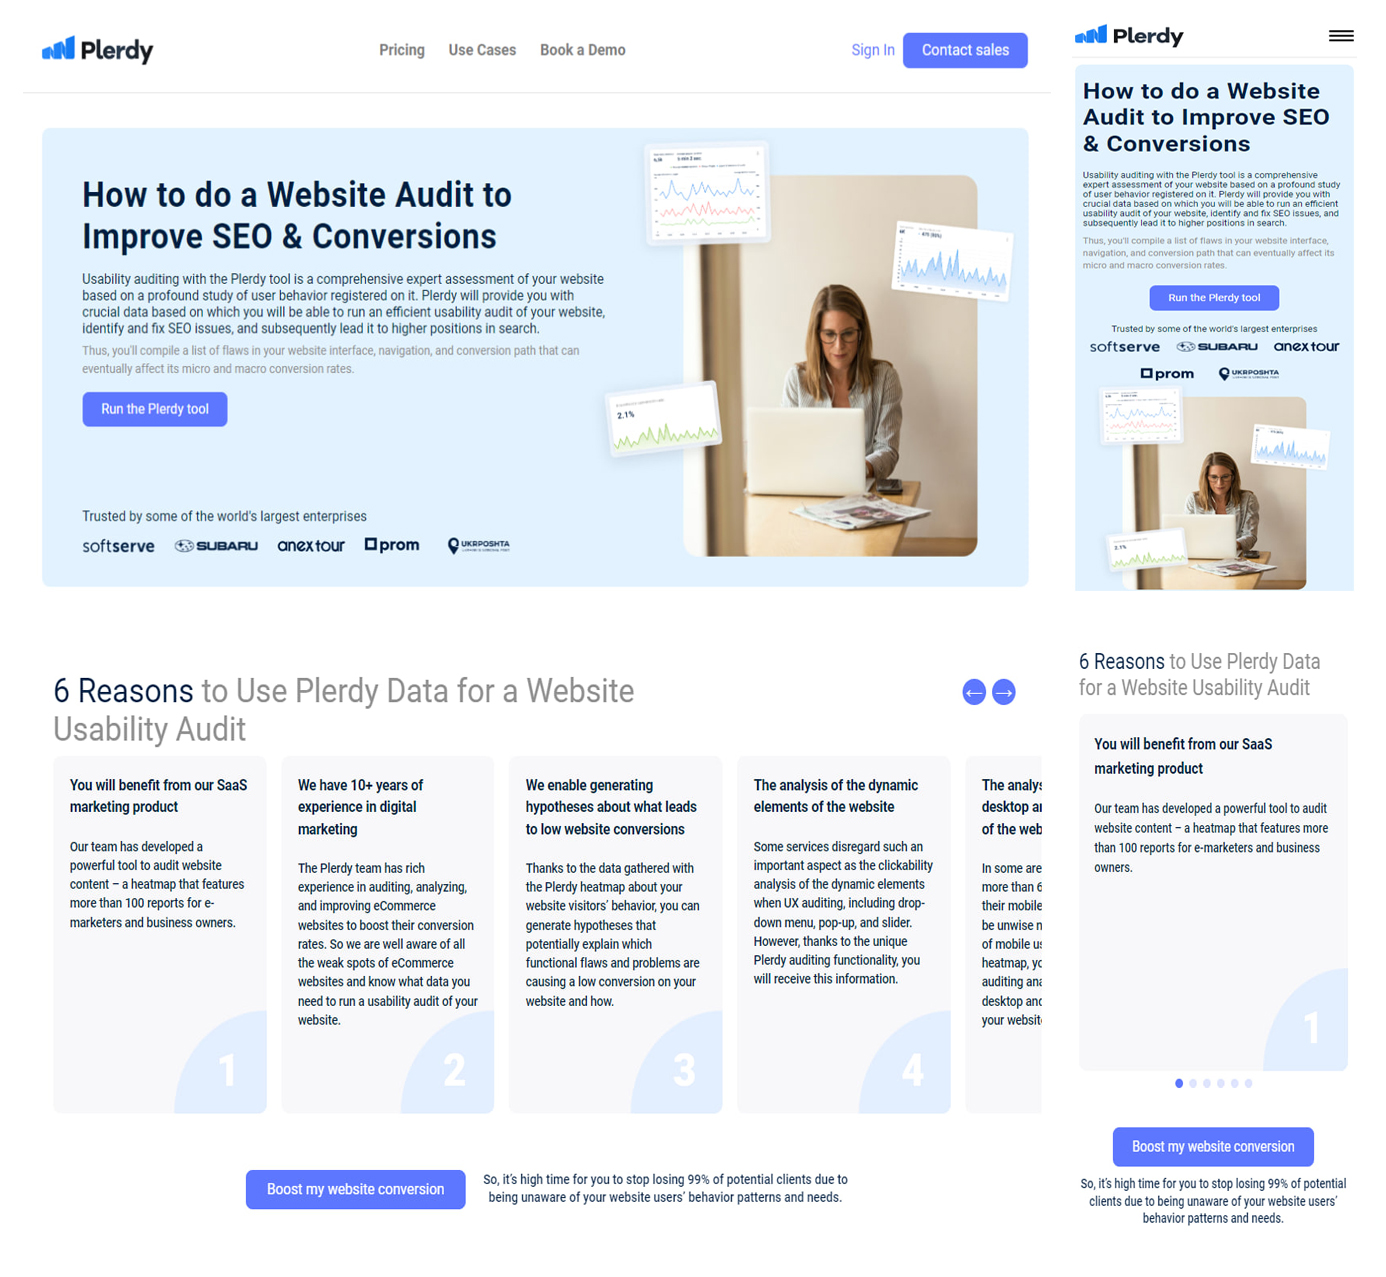 Plerdy
Pricing Use Cases Book a Demo
Sign In Contact sales
How to do a Website Audit to
Improve SEO & Conversions
Usability auditing with the Plerdy tool is a comprehensive expert assessment of your website
based on a profound study of user behavior registered on it. Plerdy will provide you with
crucial data based on which you will be able to run an efficient usability audit of your website,
identify and fix SEO issues, and subsequently lead it to higher positions in search.
Thus, you'll compile a list of flaws in your website interface, navigation, and conversion path that can
eventually affect its micro and macro conversion rates.
Run the Plerdy tool
2.1%
Trusted by some of the world's largest enterprises
softserve SUBARU anex tour prom UKRPOSHTA
6 Reasons to Use Plerdy Data for a Website
Usability Audit
← →
You will benefit from our SaaS
marketing product
Our team has developed a
powerful tool to audit website
content – a heatmap that features
more than 100 reports for e-
marketers and business owners.
1
We have 10+ years of
experience in digital
marketing
The Plerdy team has rich
experience in auditing, analyzing,
and improving eCommerce
websites to boost their conversion
rates. So we are well aware of all
the weak spots of eCommerce
websites and know what data you
need to run a usability audit of your
website.
2
We enable generating
hypotheses about what leads
to low website conversions
Thanks to the data gathered with
the Plerdy heatmap about your
website visitors' behavior, you can
generate hypotheses that
potentially explain which
functional flaws and problems are
causing a low conversion on your
website and how.
3
The analysis of the dynamic
elements of the website
Some services disregard such an
important aspect as the clickability
analysis of the dynamic elements
when UX auditing, including drop-
down menu, pop-up, and slider.
However, thanks to the unique
Plerdy auditing functionality, you
will receive this information.
4
The analys
desktop ar
of the web
In some are
more than 6
their mobile
be unwise n
of mobile us
heatmap, yo
auditing ana
desktop and
your website
Boost my website conversion
So, it's high time for you to stop losing 99% of potential clients due to
being unaware of your website users' behavior patterns and needs.
Plerdy
How to do a Website
Audit to Improve SEO
& Conversions
Usability auditing with the Plerdy tool is a comprehensive
expert assessment of your website based on a profound study
of user behavior registered on it. Plerdy will provide you with
crucial data based on which you will be able to run an efficient
usability audit of your website, identify and fix SEO issues, and
subsequently lead it to higher positions in search.
Thus, you'll compile a list of flaws in your website interface,
navigation, and conversion path that can eventually affect its
micro and macro conversion rates.
Run the Plerdy tool
Trusted by some of the world's largest enterprises
softserve SUBARU anex tour
prom UKRPOSHTA
2.1%
6 Reasons to Use Plerdy Data
for a Website Usability Audit
You will benefit from our SaaS
marketing product
Our team has developed a powerful tool to audit
website content – a heatmap that features more
than 100 reports for e-marketers and business
owners.
1
Boost my website conversion
So, it's high time for you to stop losing 99% of potential
clients due to being unaware of your website users'
behavior patterns and needs.